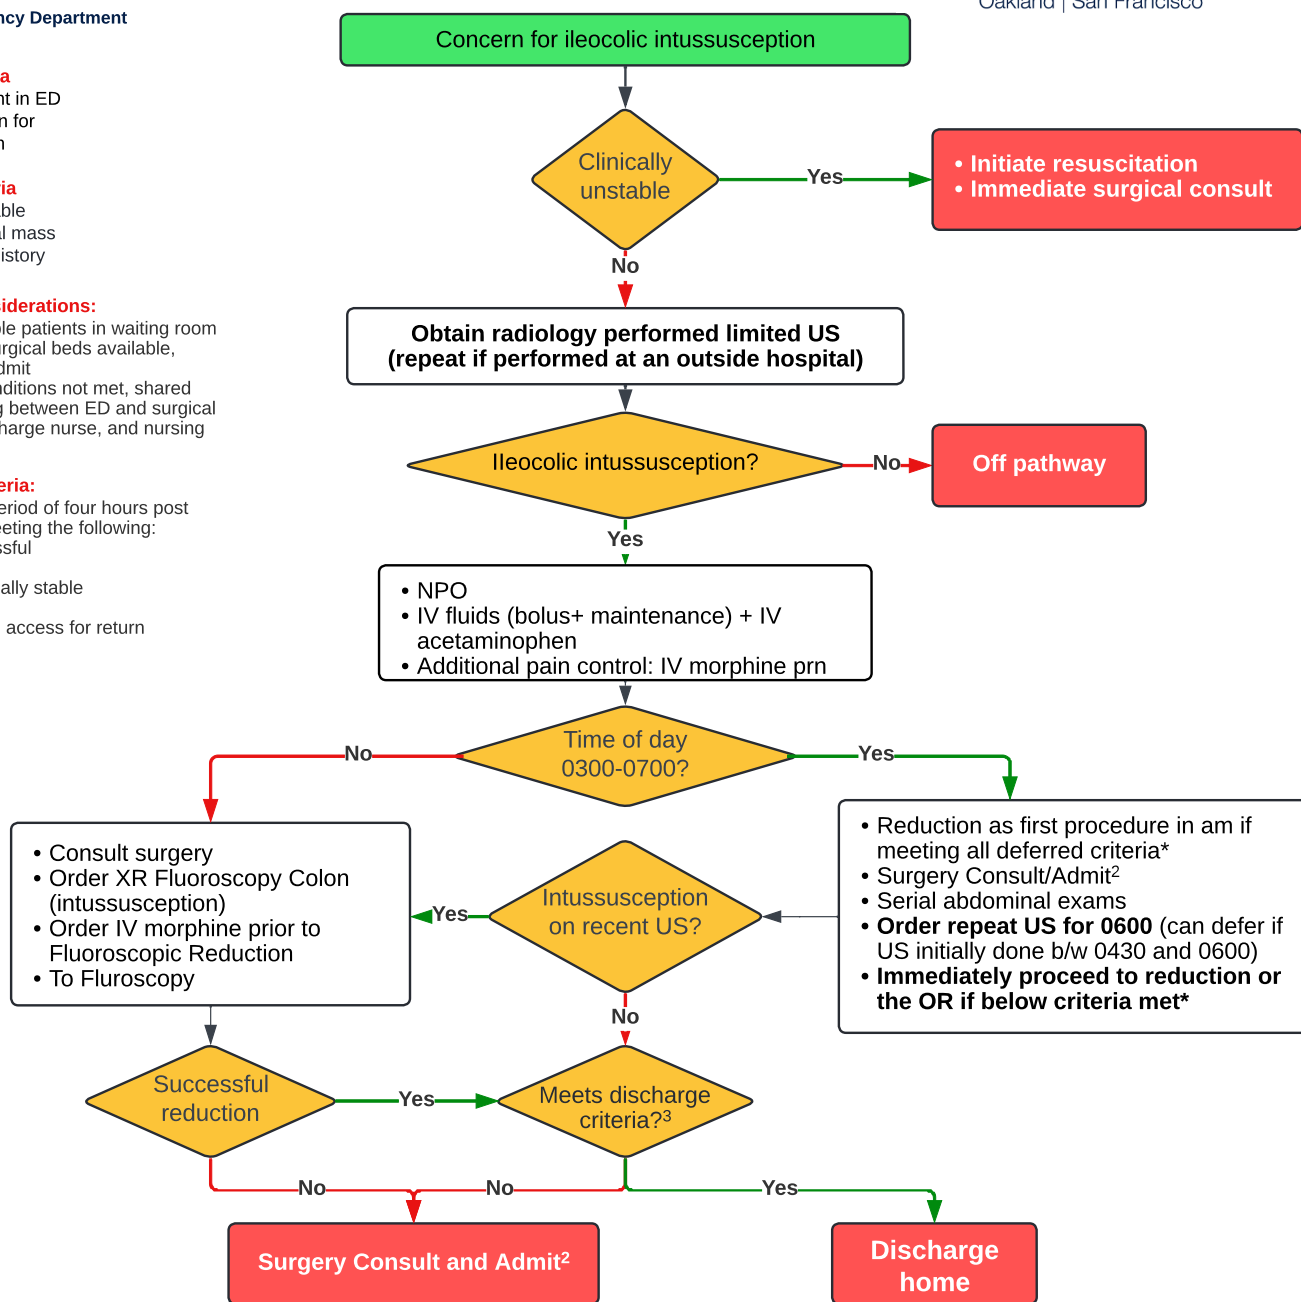 ncy Department
Oakland | San Francisco
a
nt in ED
n for
n
ria
able
al mass
istory
siderations:
ple patients in waiting room
urgical beds available,
dmit
nditions not met, shared
g between ED and surgical
harge nurse, and nursing
eria:
eriod of four hours post
eeting the following:
ssful
ally stable
access for return
Concern for ileocolic intussusception
Clinically
unstable
Yes
• Initiate resuscitation
• Immediate surgical consult
No
Obtain radiology performed limited US
(repeat if performed at an outside hospital)
Ileocolic intussusception?
No
Off pathway
Yes
• NPO
• IV fluids (bolus+ maintenance) + IV
acetaminophen
• Additional pain control: IV morphine prn
Time of day
0300-0700?
No
Yes
• Consult surgery
• Order XR Fluoroscopy Colon
(intussusception)
• Order IV morphine prior to
Fluoroscopic Reduction
• To Fluroscopy
Yes
Intussusception
on recent US?
• Reduction as first procedure in am if
meeting all deferred criteria*
• Surgery Consult/Admit²
• Serial abdominal exams
• Order repeat US for 0600 (can defer if
US initially done b/w 0430 and 0600)
• Immediately proceed to reduction or
the OR if below criteria met*
No
Successful
reduction
Yes
Meets discharge
criteria?³
No
No
Yes
Surgery Consult and Admit²
Discharge
home